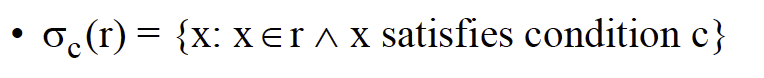 • σc(r) = {x: x∈r ∧ x satisfies condition c}